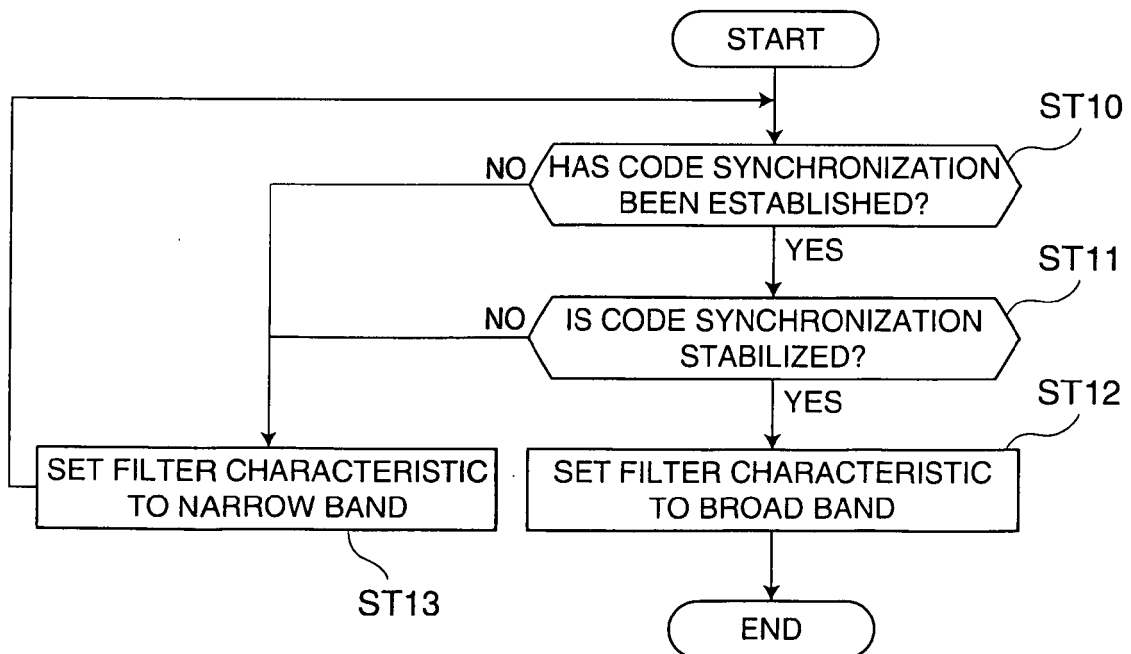 START
ST10
NO
HAS CODE SYNCHRONIZATION
BEEN ESTABLISHED?
YES
ST11
NO
IS CODE SYNCHRONIZATION
STABILIZED?
YES
ST12
SET FILTER CHARACTERISTIC
TO NARROW BAND
SET FILTER CHARACTERISTIC
TO BROAD BAND
ST13
END